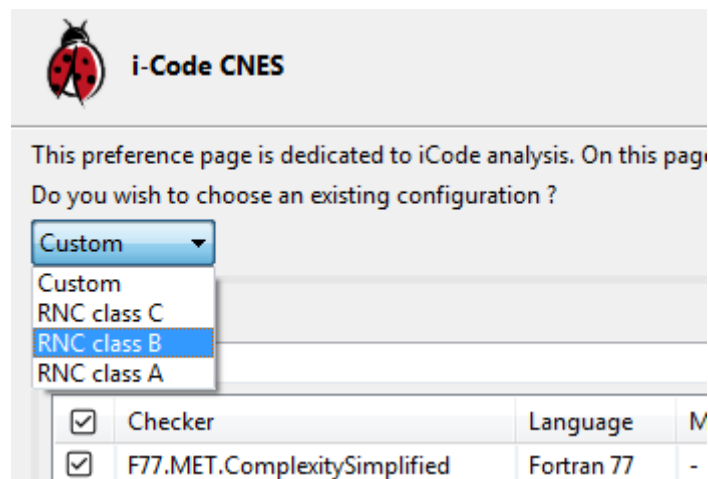 i-Code CNES
This preference page is dedicated to iCode analysis. On this page
Do you wish to choose an existing configuration ?
Custom
Custom
RNC class C
RNC class B
RNC class A
Checker Language M
F77.MET.ComplexitySimplified Fortran 77 -